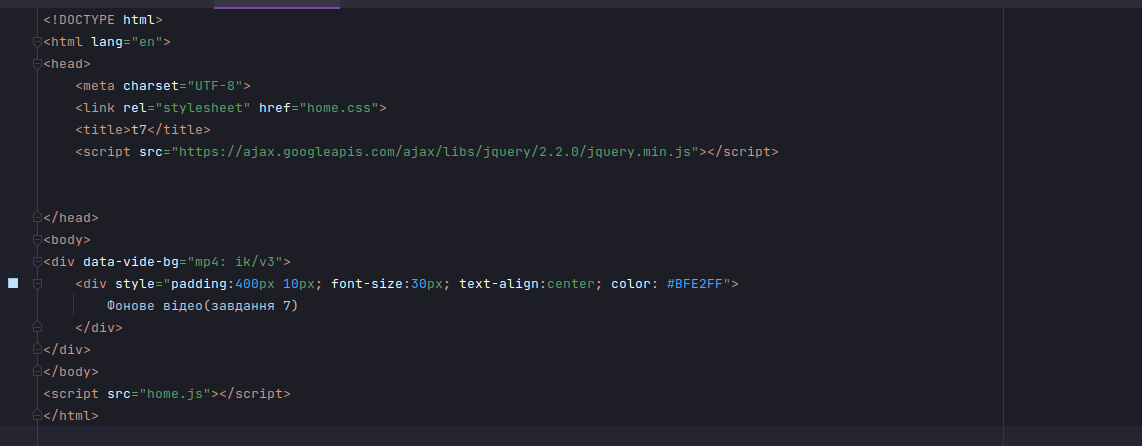 <!DOCTYPE html>
<html lang="en">
<head>
    <meta charset="UTF-8">
    <link rel="stylesheet" href="home.css">
    <title>t7</title>
    <script src="https://ajax.googleapis.com/ajax/libs/jquery/2.2.0/jquery.min.js"></script>
</head>
<body>
<div data-vide-bg="mp4: ik/v3">
    <div style="padding:400px 10px; font-size:30px; text-align:center; color: #BFE2FF">
        Фонове відео(завдання 7)
    </div>
</div>
</body>
<script src="home.js"></script>
</html>